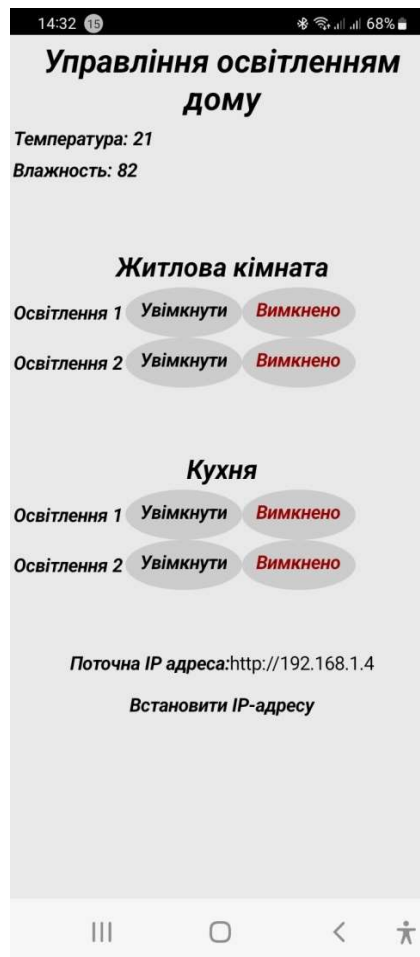 14:32 15 68%
Управління освітленням
дому
Температура: 21
Влажность: 82
Житлова кімната
Освітлення 1 Увімкнути Вимкнено
Освітлення 2 Увімкнути Вимкнено
Кухня
Освітлення 1 Увімкнути Вимкнено
Освітлення 2 Увімкнути Вимкнено
Поточна IP адреса:http://192.168.1.4
Встановити IP-адресу